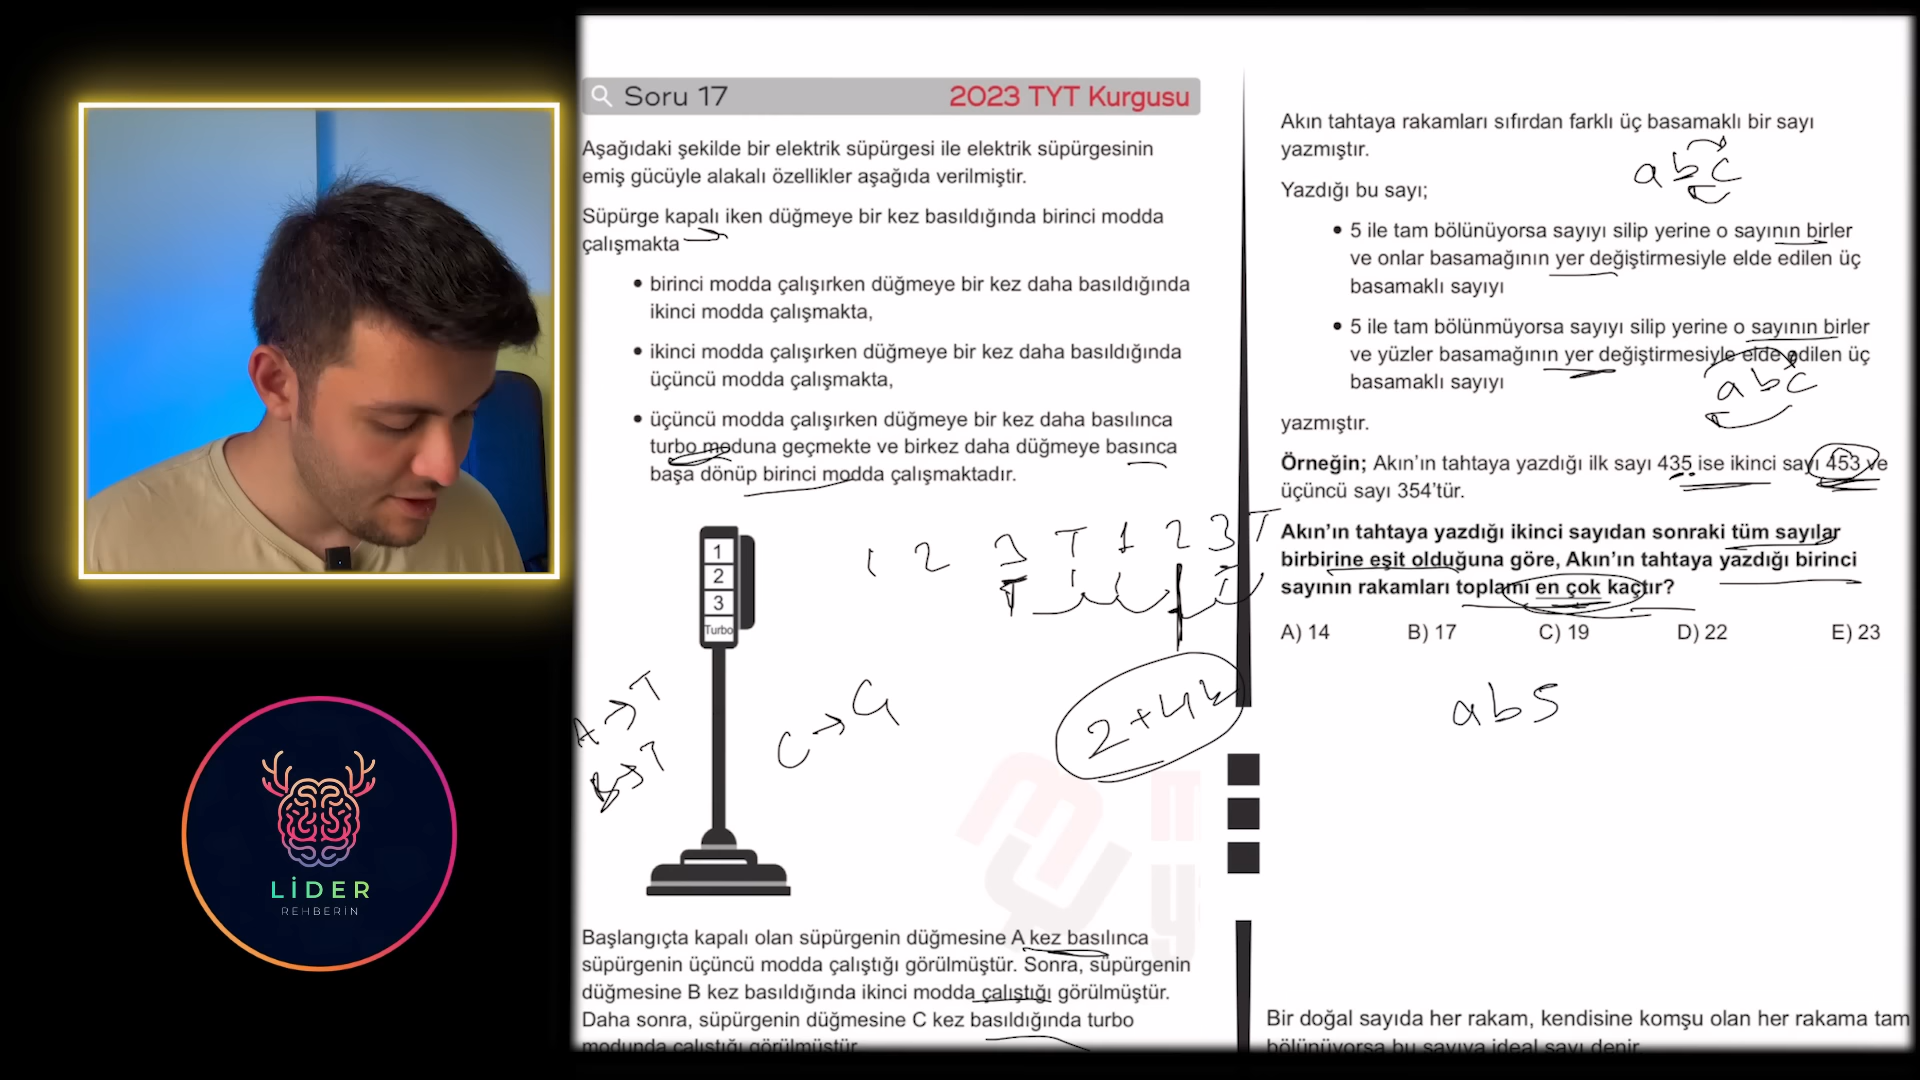 Soru 17
2023 TYT Kurgusu
Aşağıdaki şekilde bir elektrik süpürgesi ile elektrik süpürgesinin
emiş gücüyle alakalı özellikler aşağıda verilmiştir.
Süpürge kapalı iken düğmeye bir kez basıldığında birinci modda
çalışmakta
• birinci modda çalışırken düğmeye bir kez daha basıldığında
ikinci modda çalışmakta,
• ikinci modda çalışırken düğmeye bir kez daha basıldığında
üçüncü modda çalışmakta,
• üçüncü modda çalışırken düğmeye bir kez daha basılınca
turbo moduna geçmekte ve birkez daha düğmeye basınca
başa dönüp birinci modda çalışmaktadır.
1
2
3
Turbo
1 2 3 T 1 2 3 T
T
A → T
B → T
C →
2+4k
Başlangıçta kapalı olan süpürgenin düğmesine A kez basılınca
süpürgenin üçüncü modda çalıştığı görülmüştür. Sonra, süpürgenin
düğmesine B kez basıldığında ikinci modda çalıştığı görülmüştür.
Daha sonra, süpürgenin düğmesine C kez basıldığında turbo
modunda çalıştığı görülmüştür.
Akın tahtaya rakamları sıfırdan farklı üç basamaklı bir sayı
yazmıştır.
abc
Yazdığı bu sayı;
• 5 ile tam bölünüyorsa sayıyı silip yerine o sayının birler
ve onlar basamağının yer değiştirmesiyle elde edilen üç
basamaklı sayıyı
• 5 ile tam bölünmüyorsa sayıyı silip yerine o sayının birler
ve yüzler basamağının yer değiştirmesiyle elde edilen üç
basamaklı sayıyı
abc
yazmıştır.
Örneğin; Akın'ın tahtaya yazdığı ilk sayı 435 ise ikinci sayı 453 ve
üçüncü sayı 354'tür.
Akın'ın tahtaya yazdığı ikinci sayıdan sonraki tüm sayılar
birbirine eşit olduğuna göre, Akın'ın tahtaya yazdığı birinci
sayının rakamları toplamı en çok kaçtır?
A) 14 B) 17 C) 19 D) 22 E) 23
ab5
Bir doğal sayıda her rakam, kendisine komşu olan her rakama tam
bölünüyorsa bu sayıya ideal sayı denir.
LİDER
REHBERİN